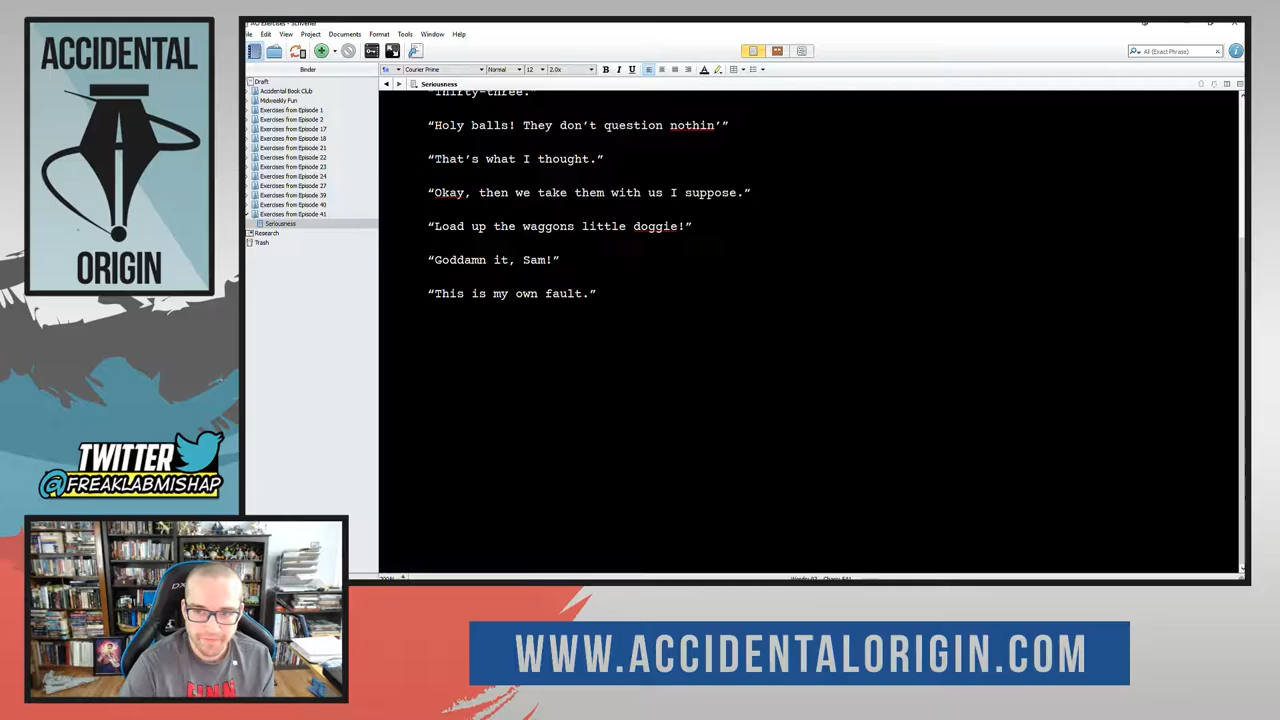 ACCIDENTAL
ORIGIN
File Edit View Project Documents Format Tools Window Help
All (Exact Phrase)
Binder
Courier Prime Normal 12 2.0x
B I U A
Draft
Accidental Book Club
Midweekly Fun
Exercises from Episode 1
Exercises from Episode 2
Exercises from Episode 17
Exercises from Episode 18
Exercises from Episode 21
Exercises from Episode 22
Exercises from Episode 23
Exercises from Episode 24
Exercises from Episode 27
Exercises from Episode 39
Exercises from Episode 40
Exercises from Episode 41
Seriousness
Research
Trash
Seriousness
“Thirty-three.
“Holy balls! They don’t question nothin’”
“That’s what I thought.”
“Okay, then we take them with us I suppose.”
“Load up the waggons little doggie!”
“Goddamn it, Sam!”
“This is my own fault.”
TWITTER
@FREAKLABMISHAP
WWW.ACCIDENTALORIGIN.COM